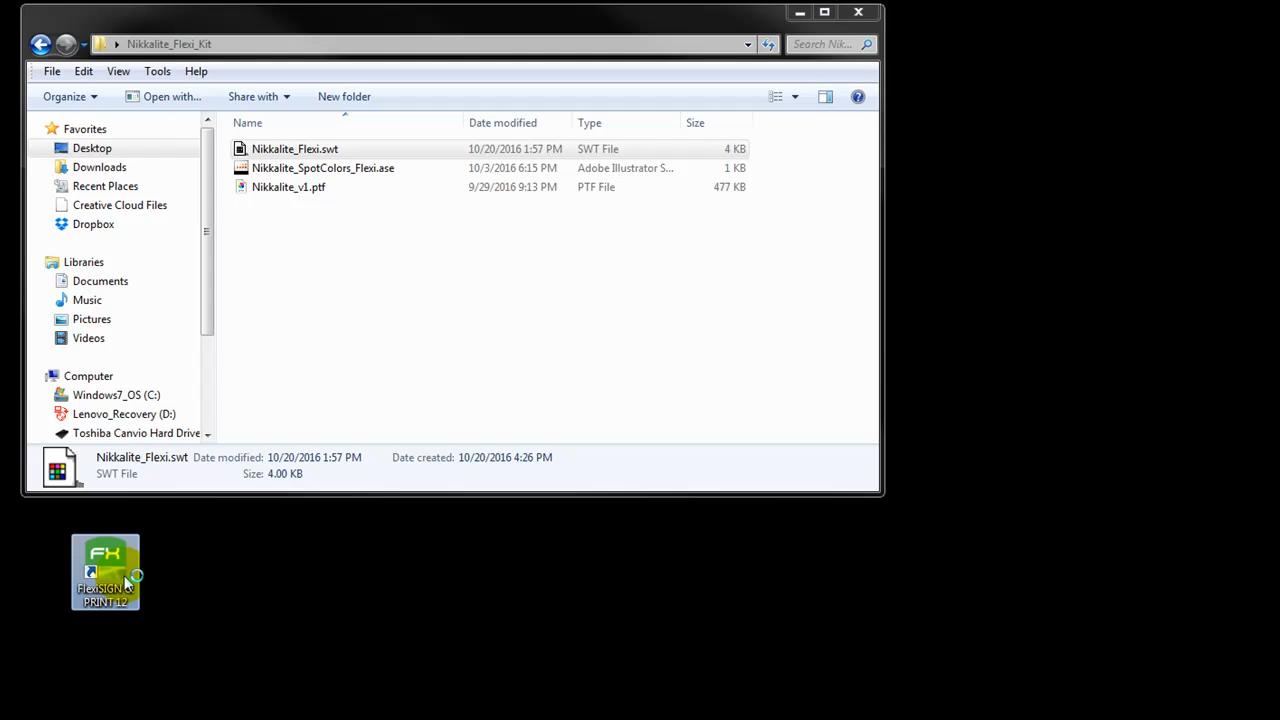 Nikkalite_Flexi_Kit
Search Nik...
File Edit View Tools Help
Organize Open with... Share with New folder
Name Date modified Type Size
Nikkalite_Flexi.swt 10/20/2016 1:57 PM SWT File 4 KB
Nikkalite_SpotColors_Flexi.ase 10/3/2016 6:15 PM Adobe Illustrator S... 1 KB
Nikkalite_v1.ptf 9/29/2016 9:13 PM PTF File 477 KB
Favorites
Desktop
Downloads
Recent Places
Creative Cloud Files
Dropbox
Libraries
Documents
Music
Pictures
Videos
Computer
Windows7_OS (C:)
Lenovo_Recovery (D:)
Toshiba Canvio Hard Drive
Nikkalite_Flexi.swt Date modified: 10/20/2016 1:57 PM Date created: 10/20/2016 4:26 PM
SWT File Size: 4.00 KB
FX
FlexiSIGN &
PRINT 12